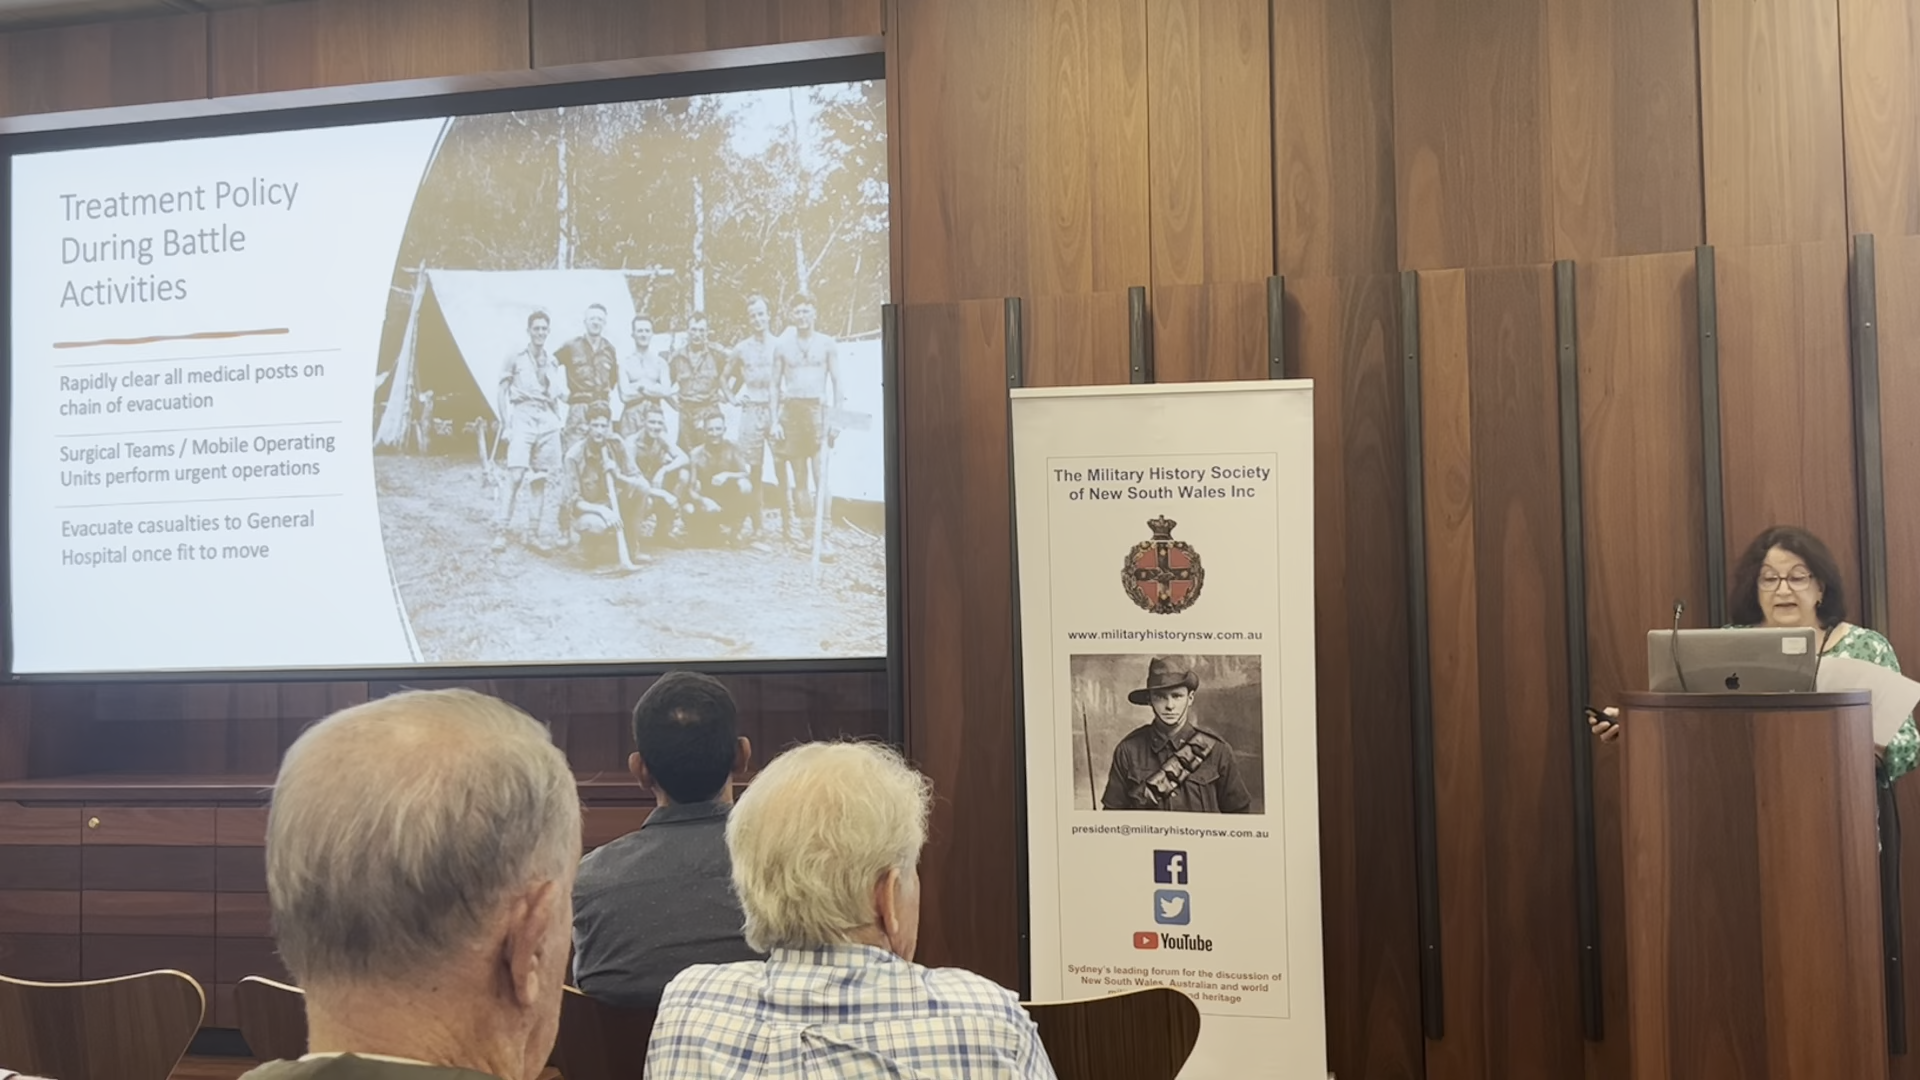 Treatment Policy
During Battle
Activities
Rapidly clear all medical posts on
chain of evacuation
Surgical Teams / Mobile Operating
Units perform urgent operations
Evacuate casualties to General
Hospital once fit to move
The Military History Society
of New South Wales Inc
www.militaryhistorynsw.com.au
president@militaryhistorynsw.com.au
YouTube
Sydney's leading forum for the discussion of
New South Wales, Australian and world
heritage